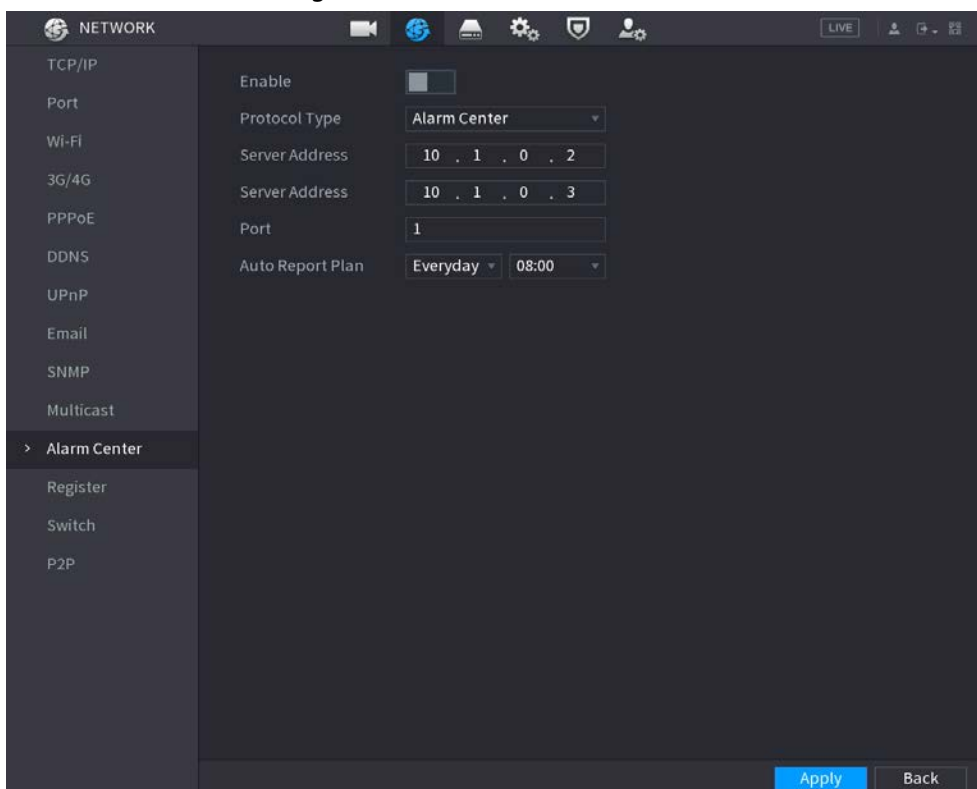 NETWORK
LIVE
TCP/IP
Port
Wi-Fi
3G/4G
PPPoE
DDNS
UPnP
Email
SNMP
Multicast
> Alarm Center
Register
Switch
P2P
Enable
Protocol Type Alarm Center
Server Address 10 . 1 . 0 . 2
Server Address 10 . 1 . 0 . 3
Port 1
Auto Report Plan Everyday 08:00
Apply Back